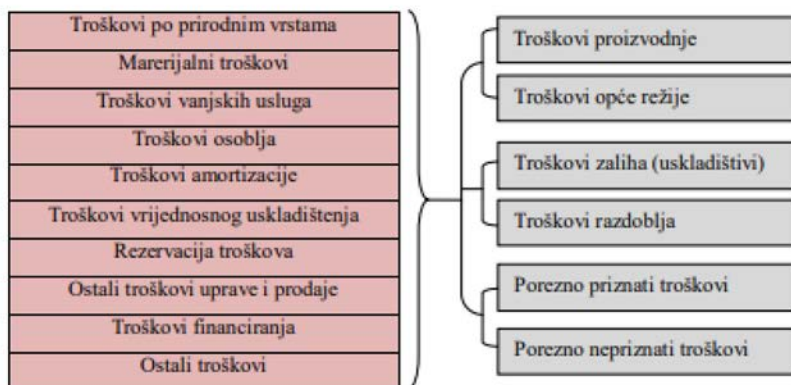 Troškovi po prirodnim vrstama
Marerijalni troškovi
Troškovi vanjskih usluga
Troškovi osoblja
Troškovi amortizacije
Troškovi vrijednosnog uskladištenja
Rezervacija troškova
Ostali troškovi uprave i prodaje
Troškovi financiranja
Ostali troškovi
Troškovi proizvodnje
Troškovi opće režije
Troškovi zaliha (uskladištivi)
Troškovi razdoblja
Porezno priznati troškovi
Porezno nepriznati troškovi